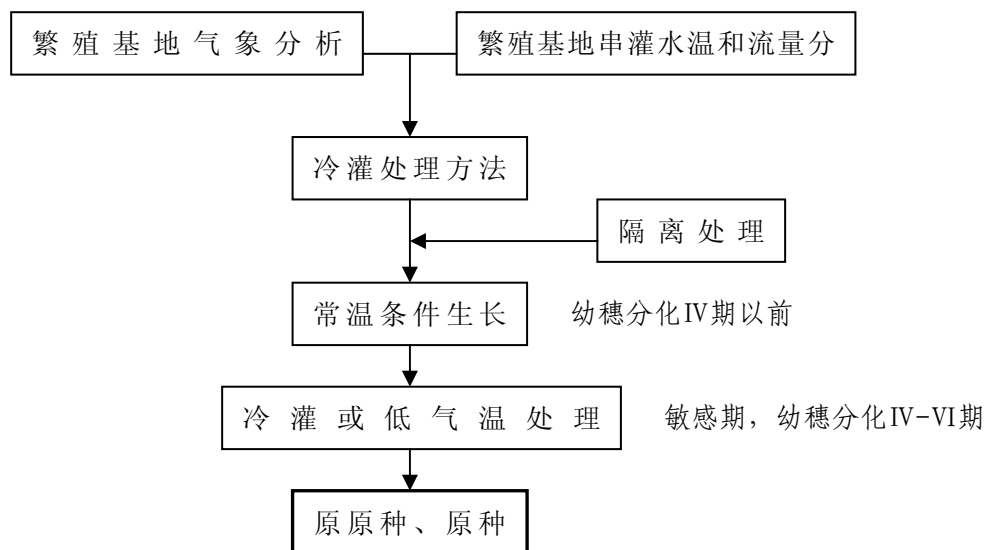 繁殖基地气象分析
繁殖基地串灌水温和流量分
冷灌处理方法
隔离处理
常温条件生长
幼穗分化IV期以前
冷灌或低气温处理
敏感期，幼穗分化IV-VI期
原原种、原种